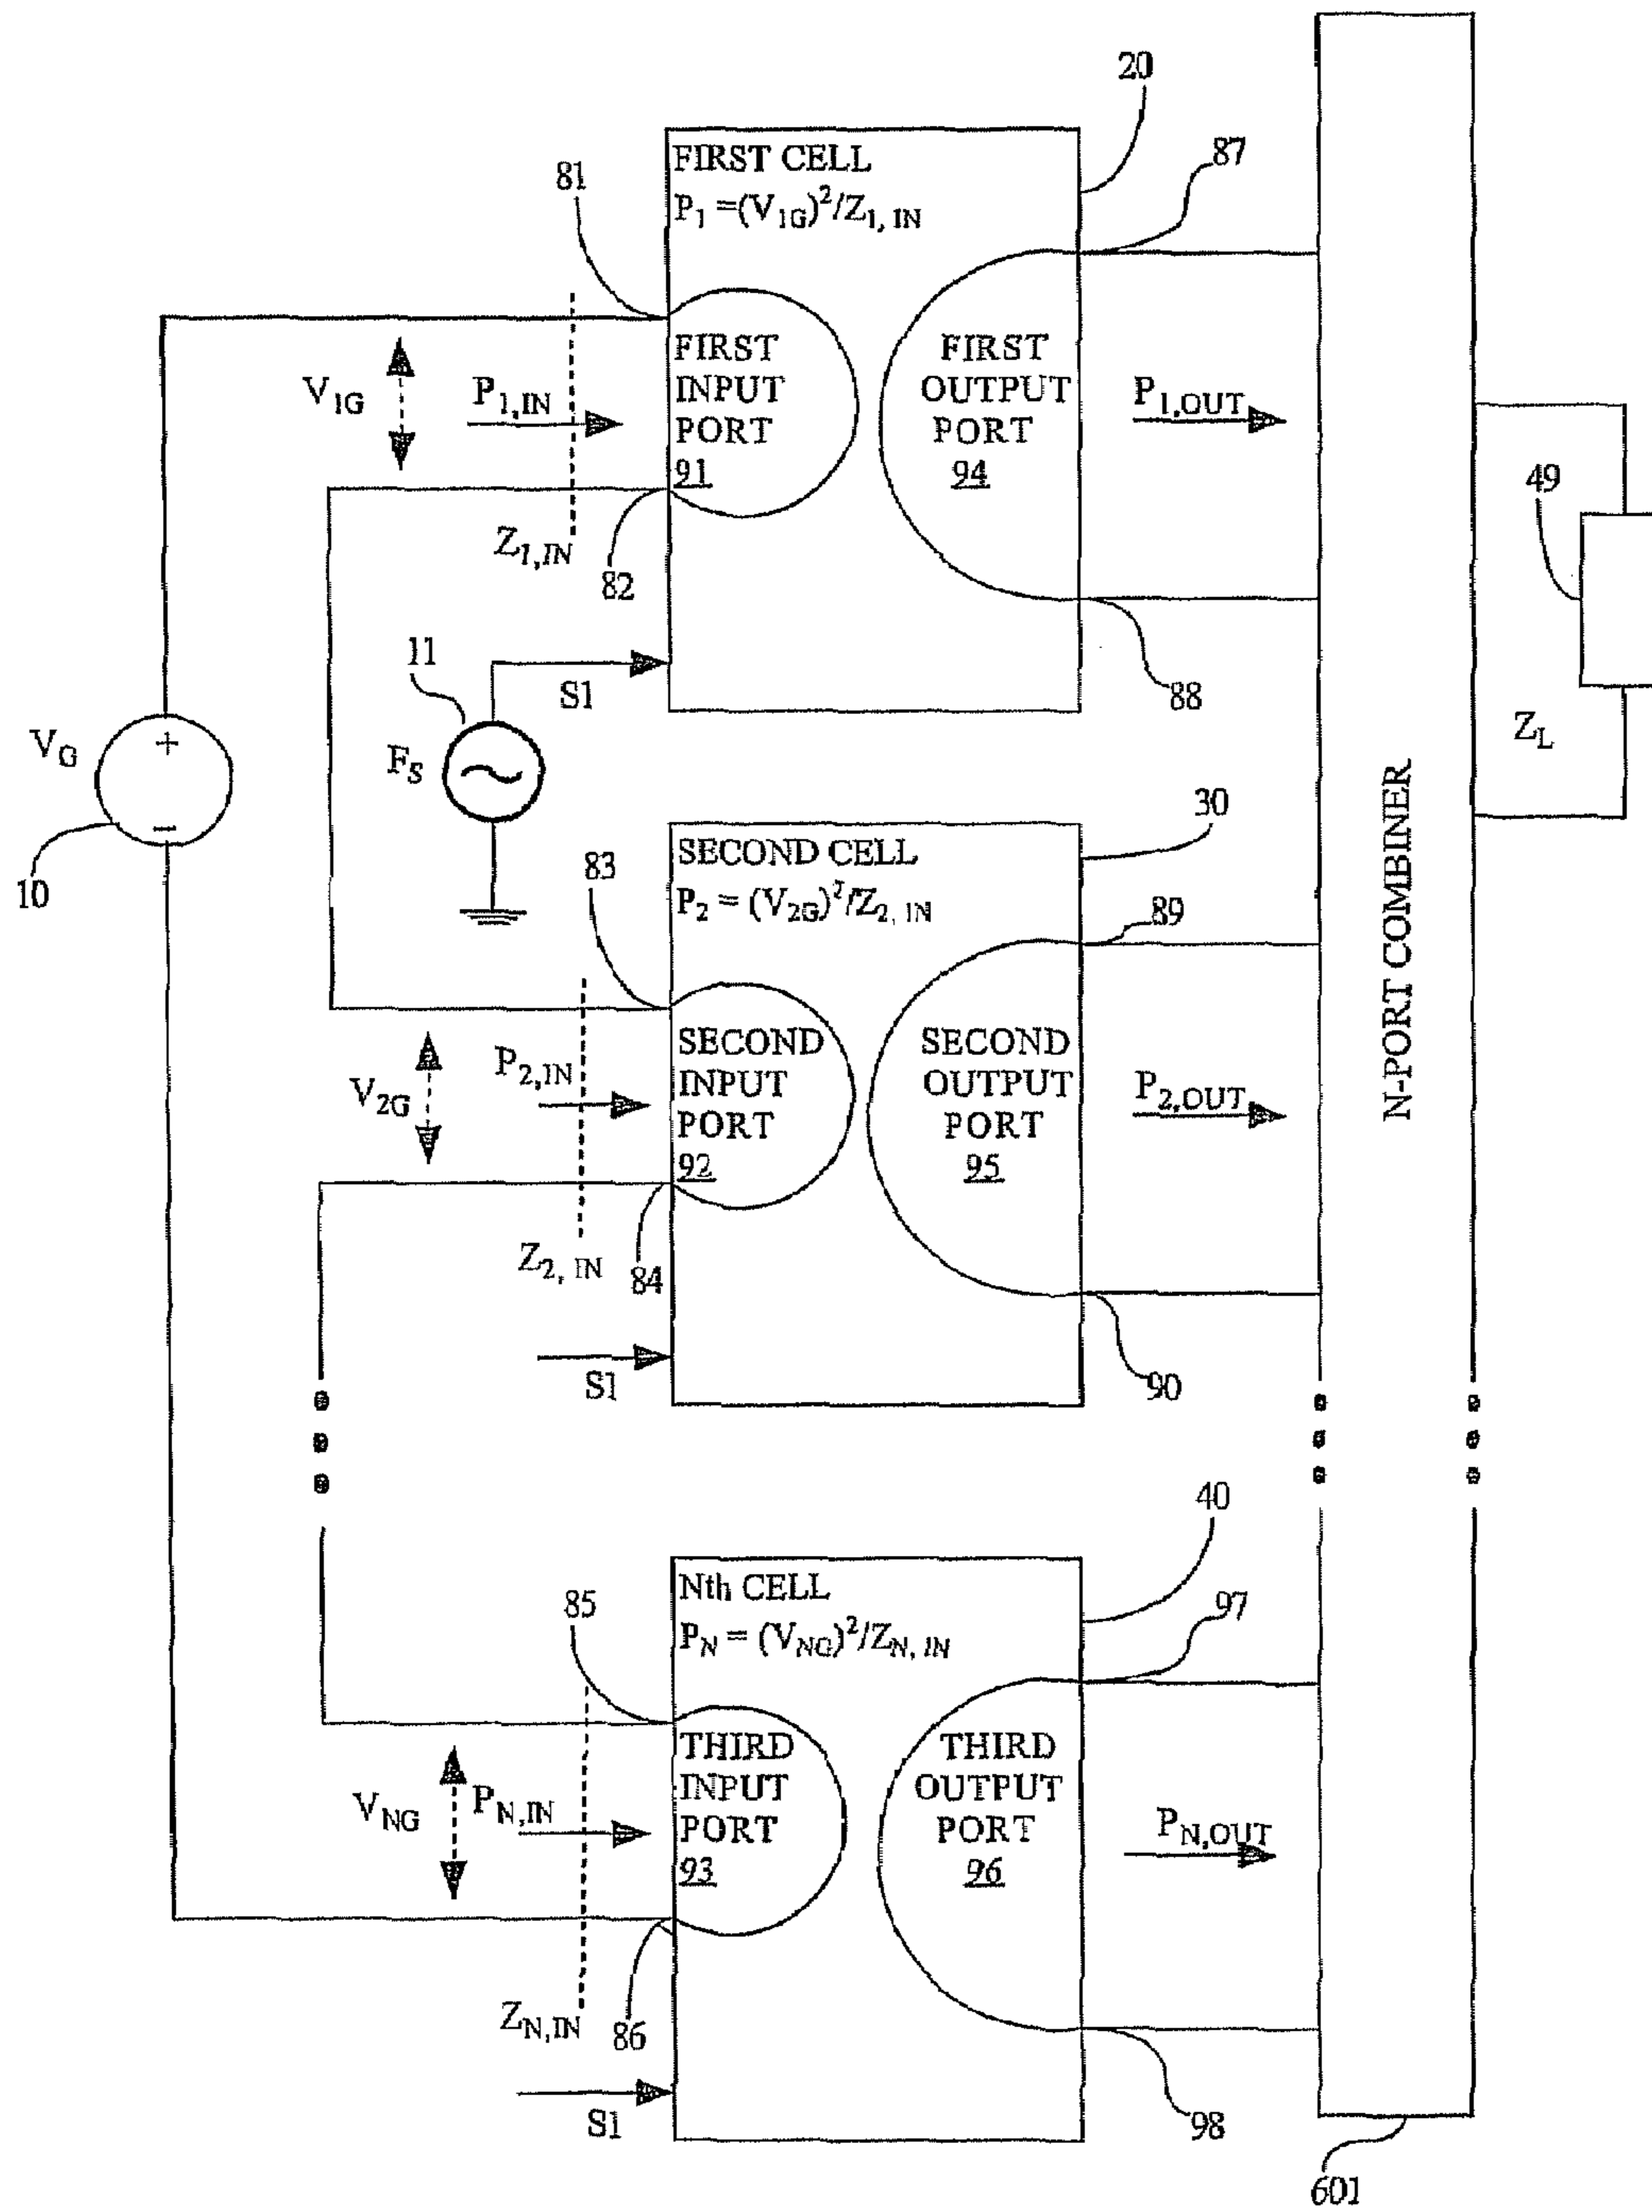 20
FIRST CELL
P1 =(V1G)²/Z1, IN
87
81
V1G
P1,IN
FIRST
INPUT
PORT
91
FIRST
OUTPUT
PORT
94
P1,OUT
49
Z1,IN
82
11
S1
88
VG
+
−
FS
ZL
10
30
N-PORT COMBINER
SECOND CELL
P2 = (V2G)²/Z2, IN
83
89
V2G
P2,IN
SECOND
INPUT
PORT
92
SECOND
OUTPUT
PORT
95
P2,OUT
Z2, IN
84
S1
90
40
Nth CELL
PN = (VNG)²/ZN, IN
85
97
VNG
PN,IN
THIRD
INPUT
PORT
93
THIRD
OUTPUT
PORT
96
PN,OUT
ZN,IN
86
S1
98
601